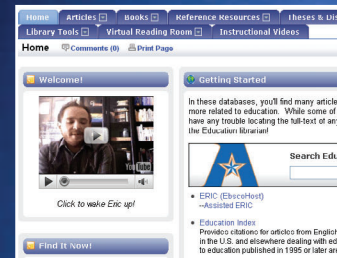 Home Articles Books Reference Resources Theses & Dis
Library Tools Virtual Reading Room Instructional Videos
Home Comments (0) Print Page
Welcome!
YouTube
Click to wake Eric up!
Find It Now!
Getting Started
In these databases, you'll find many article
more related to education. While some of
have any trouble locating the full-text of any
the Education librarian!
Search Edu
ERIC (EbscoHost)
--Assisted ERIC
Education Index
Provides citations for articles from English
in the U.S. and elsewhere dealing with ed
to education published in 1995 or later are